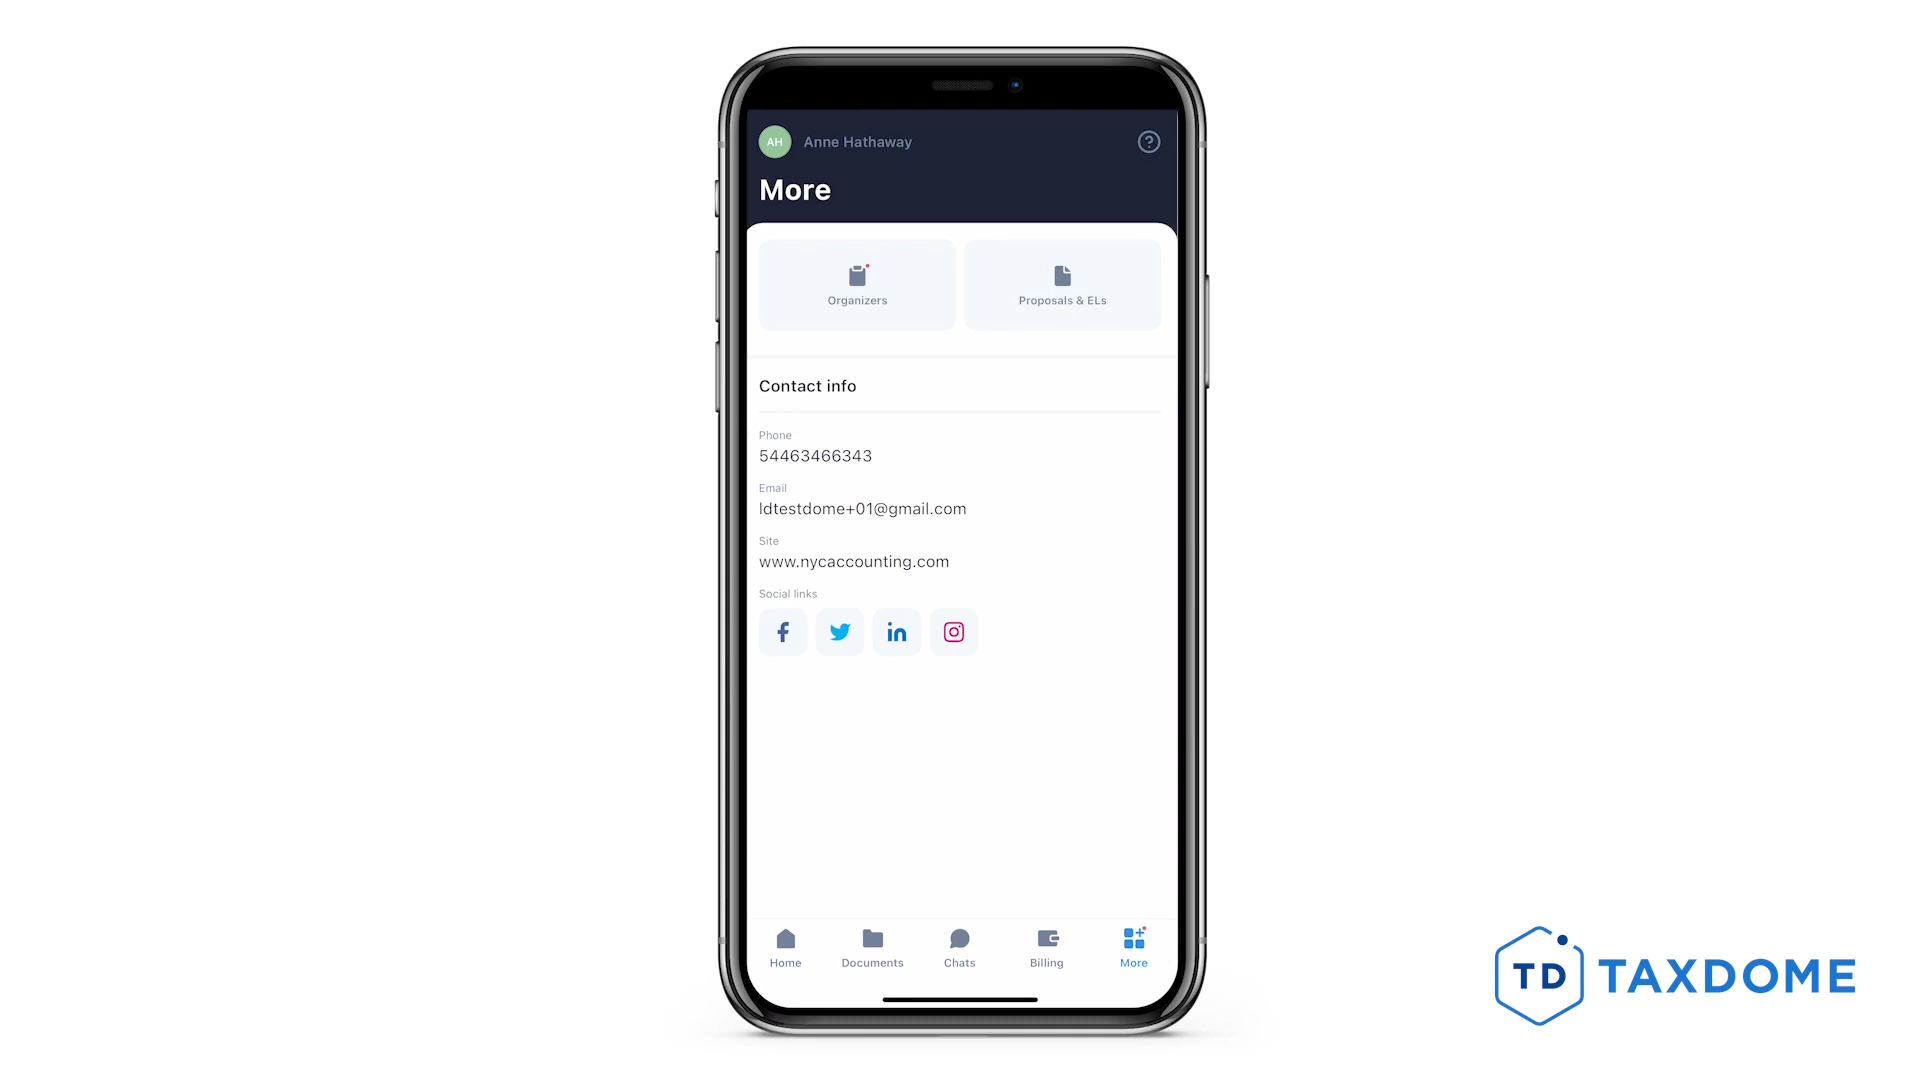 AH Anne Hathaway
More
Organizers
Proposals & ELs
Contact info
Phone
54463466343
Email
ldtestdome+01@gmail.com
Site
www.nycaccounting.com
Social links
Home
Documents
Chats
Billing
More
TD TAXDOME